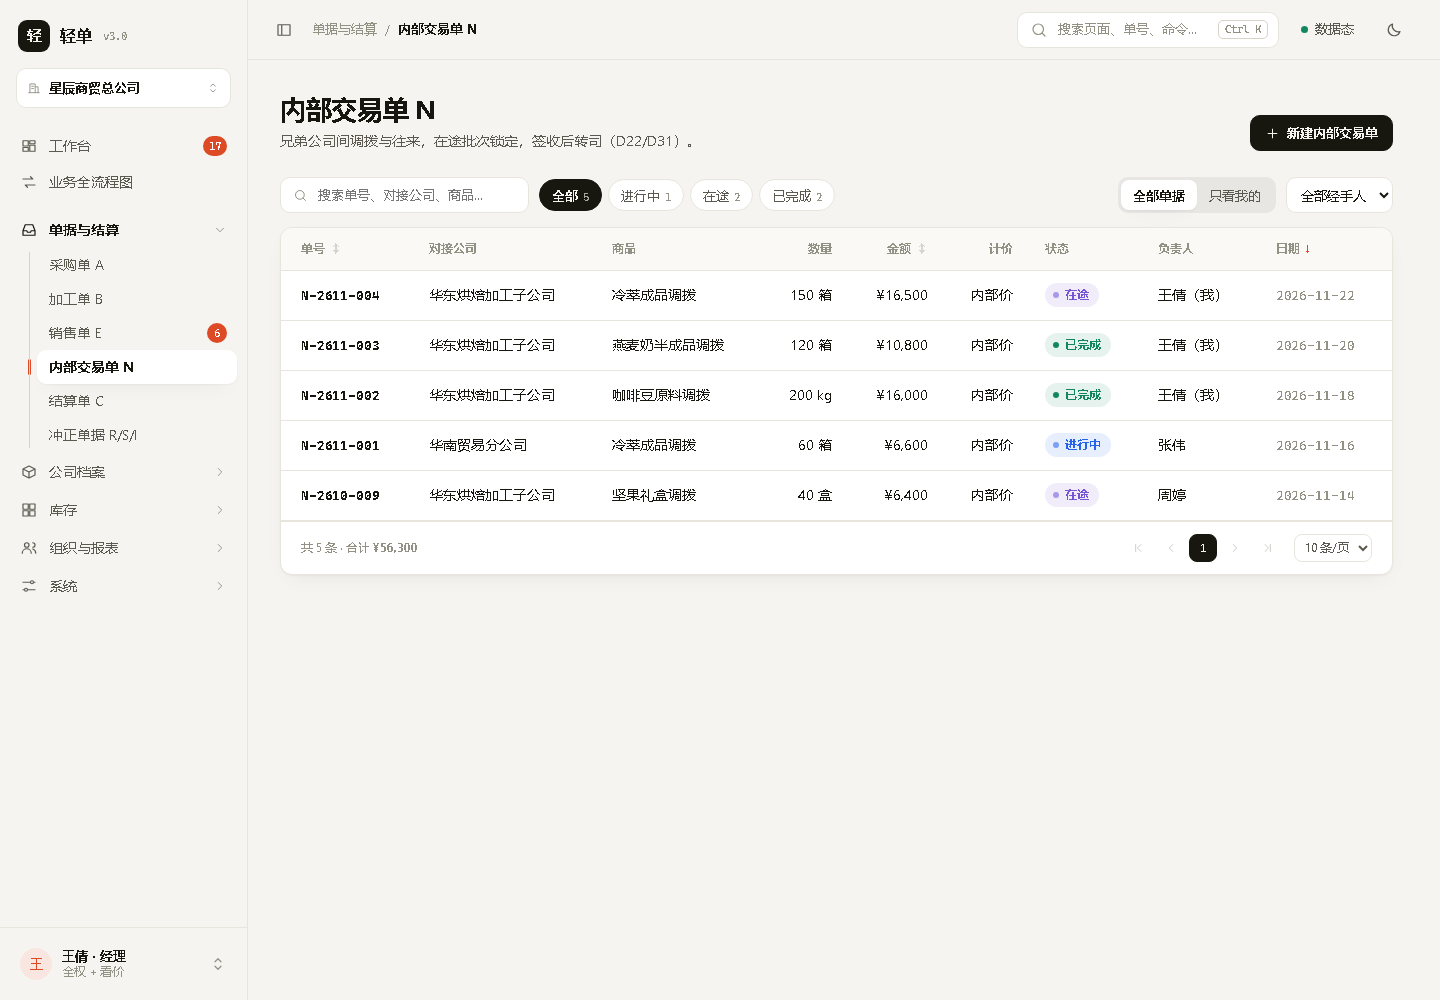 轻 轻单 v3.0
星辰商贸总公司
工作台 17
业务全流程图
单据与结算
采购单 A
加工单 B
销售单 E 6
内部交易单 N
结算单 C
冲正单据 R/S/I
公司档案
库存
组织与报表
系统
王 王倩 · 经理
全权 + 看价
单据与结算 / 内部交易单 N
搜索页面、单号、命令... Ctrl K
数据态
内部交易单 N
兄弟公司间调拨与往来，在途批次锁定，签收后转司（D22/D31）。
+ 新建内部交易单
搜索单号、对接公司、商品...
全部 5 进行中 1 在途 2 已完成 2
全部单据 只看我的 全部经手人
单号 对接公司 商品 数量 金额 计价 状态 负责人 日期 ↓
N-2611-004 华东烘焙加工子公司 冷萃成品调拨 150 箱 ¥16,500 内部价 在途 王倩（我） 2026-11-22
N-2611-003 华东烘焙加工子公司 燕麦奶半成品调拨 120 箱 ¥10,800 内部价 已完成 王倩（我） 2026-11-20
N-2611-002 华东烘焙加工子公司 咖啡豆原料调拨 200 kg ¥16,000 内部价 已完成 王倩（我） 2026-11-18
N-2611-001 华南贸易分公司 冷萃成品调拨 60 箱 ¥6,600 内部价 进行中 张伟 2026-11-16
N-2610-009 华东烘焙加工子公司 坚果礼盒调拨 40 盒 ¥6,400 内部价 在途 周婷 2026-11-14
共 5 条 · 合计 ¥56,300
1 10 条/页